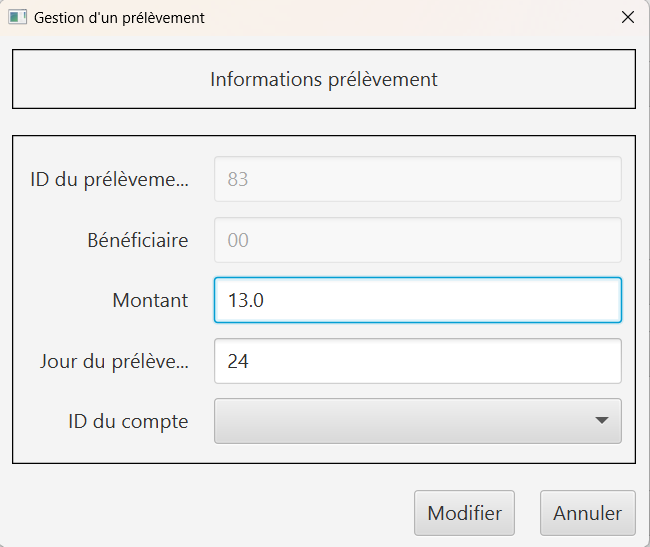 Gestion d'un prélèvement
Informations prélèvement
ID du prélèveme... 83
Bénéficiaire 00
Montant 13.0
Jour du prélève... 24
ID du compte
Modifier Annuler